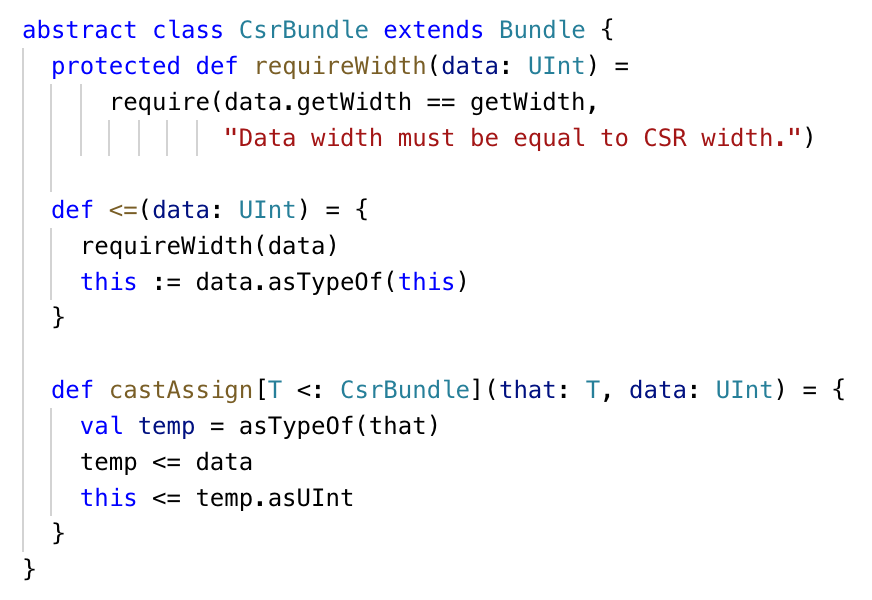 abstract class CsrBundle extends Bundle {
  protected def requireWidth(data: UInt) =
      require(data.getWidth == getWidth,
              "Data width must be equal to CSR width.")

  def <=(data: UInt) = {
    requireWidth(data)
    this := data.asTypeOf(this)
  }

  def castAssign[T <: CsrBundle](that: T, data: UInt) = {
    val temp = asTypeOf(that)
    temp <= data
    this <= temp.asUInt
  }
}